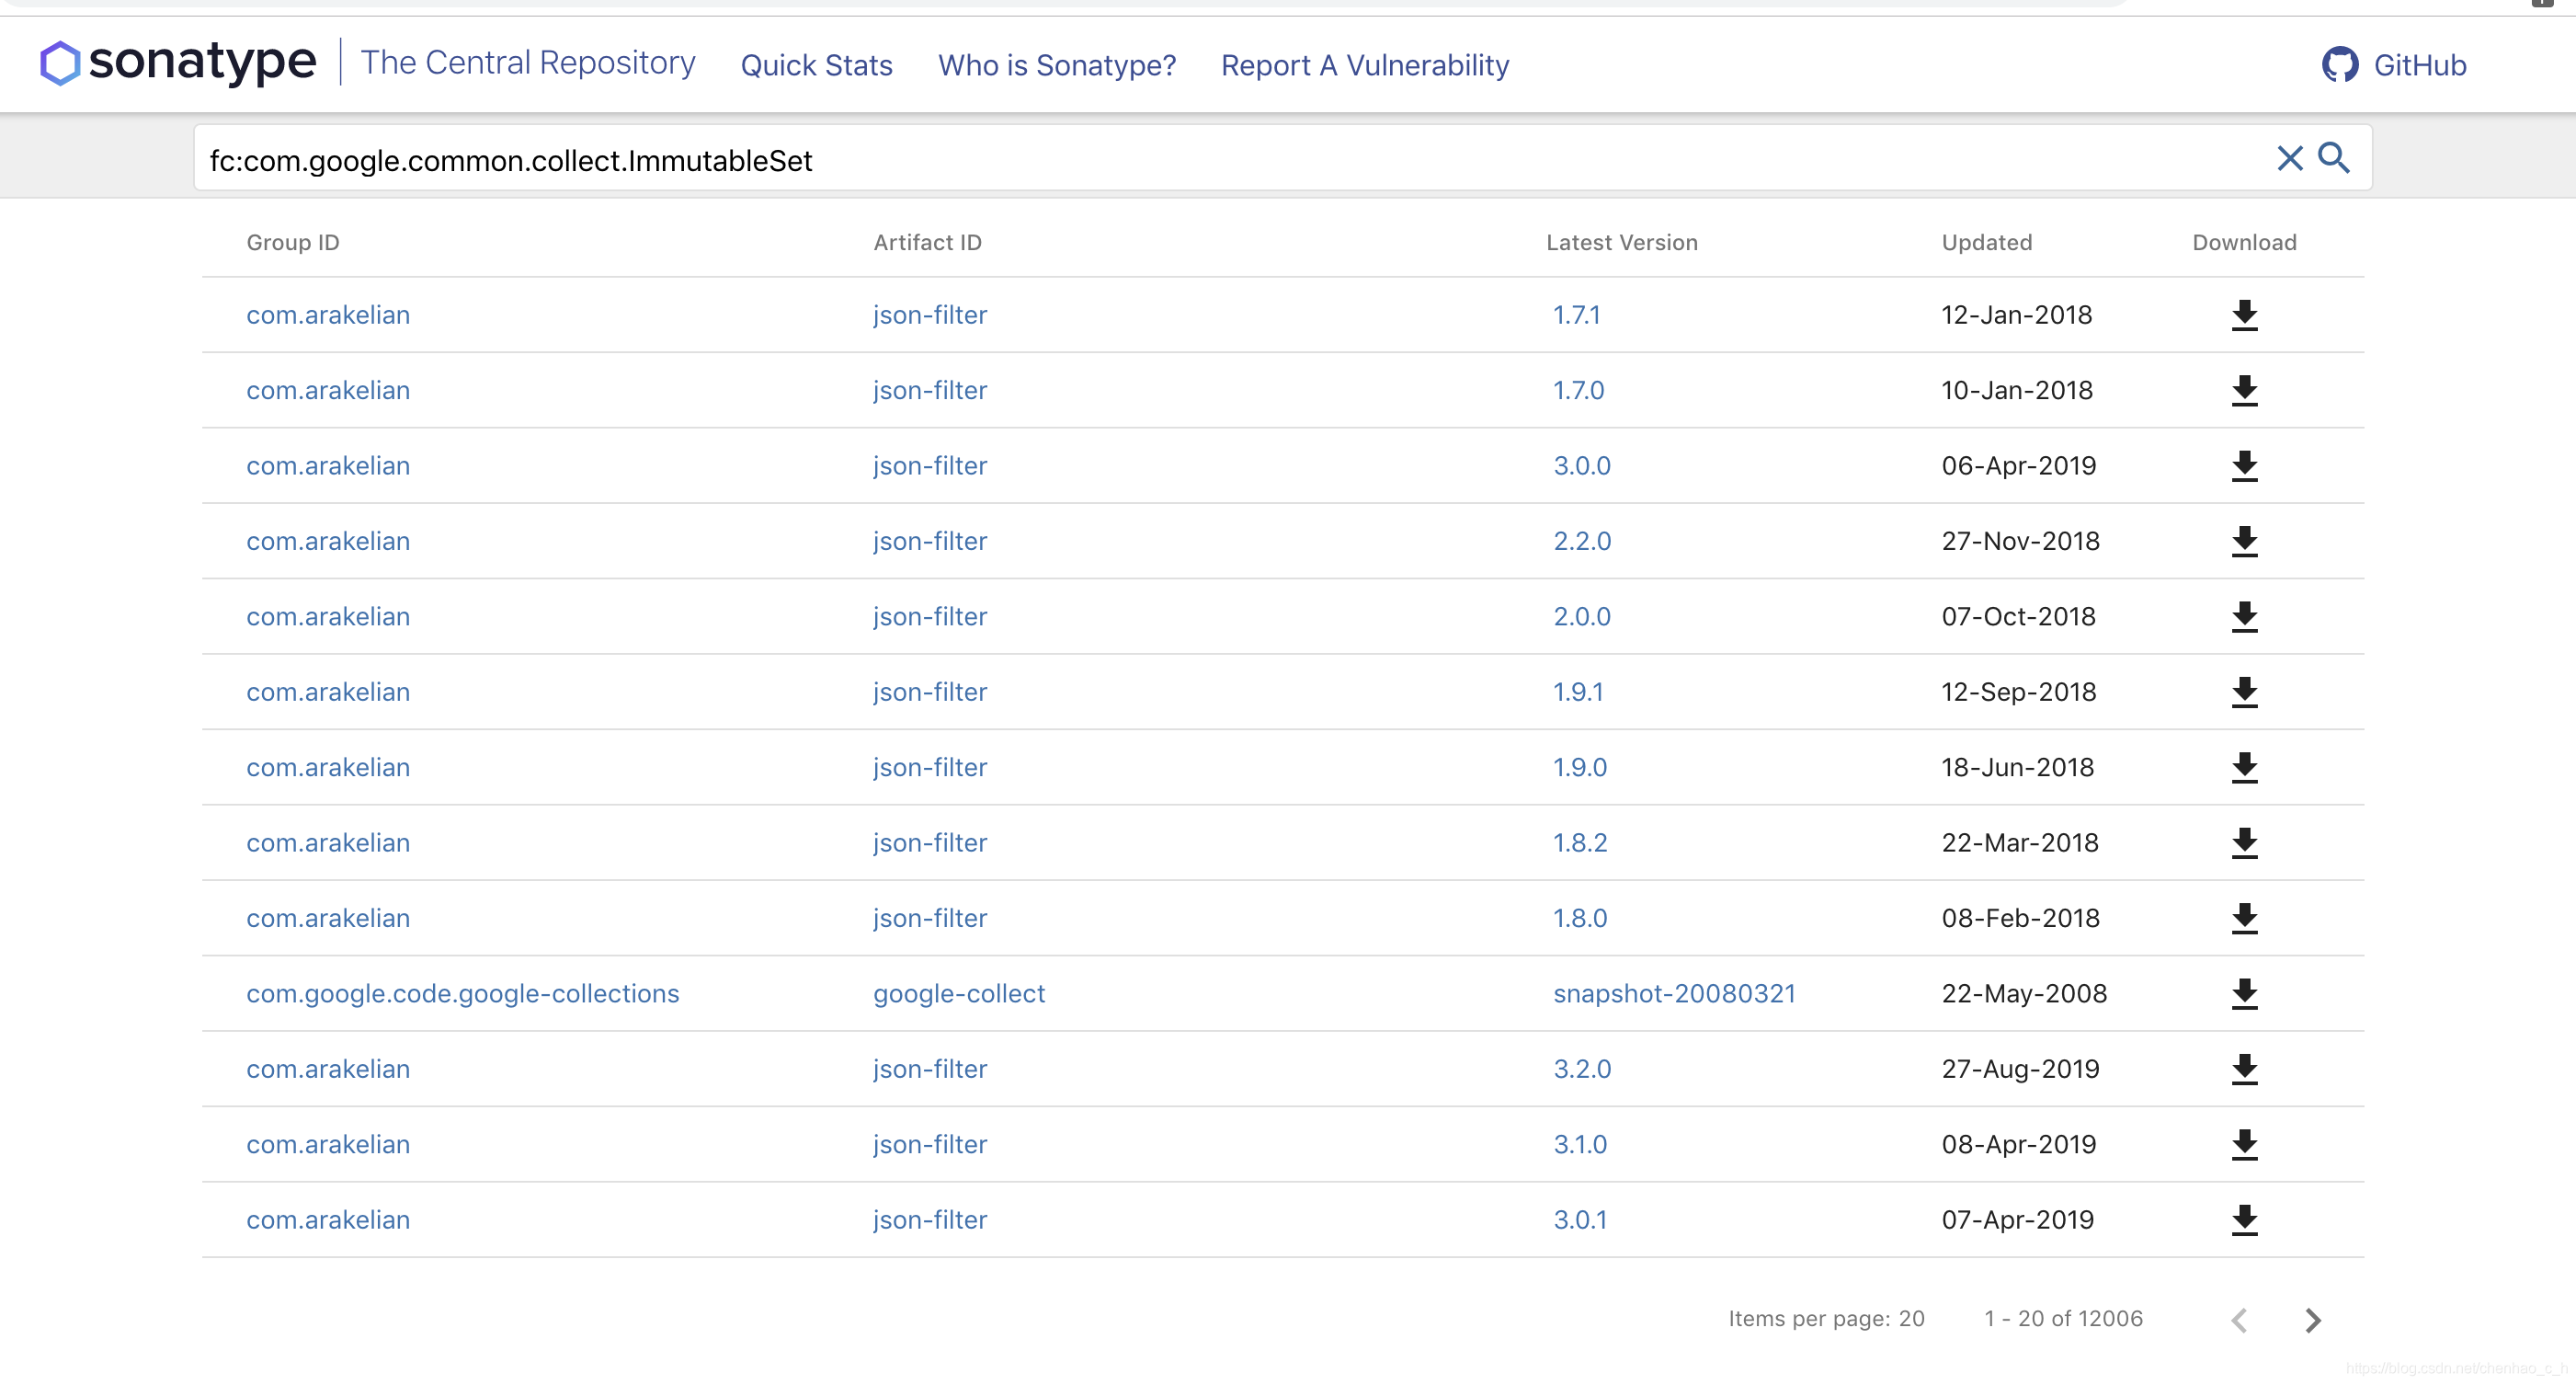 sonatype | The Central Repository Quick Stats Who is Sonatype? Report A Vulnerability GitHub
fc:com.google.common.collect.ImmutableSet
Group ID Artifact ID Latest Version Updated Download
com.arakelian json-filter 1.7.1 12-Jan-2018
com.arakelian json-filter 1.7.0 10-Jan-2018
com.arakelian json-filter 3.0.0 06-Apr-2019
com.arakelian json-filter 2.2.0 27-Nov-2018
com.arakelian json-filter 2.0.0 07-Oct-2018
com.arakelian json-filter 1.9.1 12-Sep-2018
com.arakelian json-filter 1.9.0 18-Jun-2018
com.arakelian json-filter 1.8.2 22-Mar-2018
com.arakelian json-filter 1.8.0 08-Feb-2018
com.google.code.google-collections google-collect snapshot-20080321 22-May-2008
com.arakelian json-filter 3.2.0 27-Aug-2019
com.arakelian json-filter 3.1.0 08-Apr-2019
com.arakelian json-filter 3.0.1 07-Apr-2019
Items per page: 20 1 - 20 of 12006
https://blog.csdn.net/chenhao_c_h